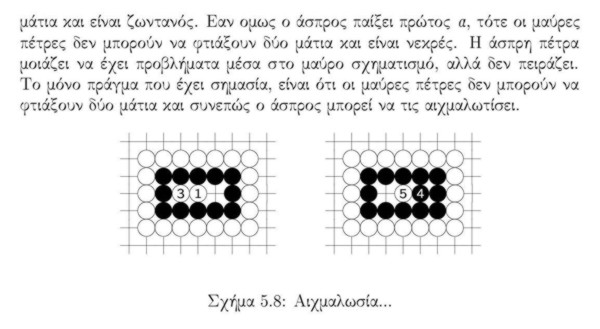 μάτια και είναι ζωντανός. Εαν ομως ο άσπρος παίξει πρώτος a, τότε οι μαύρες
πέτρες δεν μπορούν να φτιάξουν δύο μάτια και είναι νεκρές. Η άσπρη πέτρα
μοιάζει να έχει προβλήματα μέσα στο μαύρο σχηματισμό, αλλά δεν πειράζει.
Το μόνο πράγμα που έχει σημασία, είναι ότι οι μαύρες πέτρες δεν μπορούν να
φτιάξουν δύο μάτια και συνεπώς ο άσπρος μπορεί να τις αιχμαλωτίσει.
3 1
5 4
Σχήμα 5.8: Αιχμαλωσία...